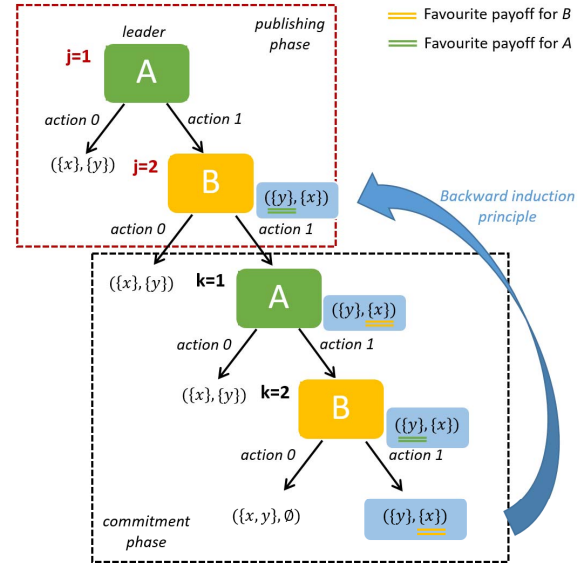 Favourite payoff for B
Favourite payoff for A
publishing
phase
leader
j=1
A
action 0
action 1
({x},{y})
j=2
B
({y},{x})
Backward induction
principle
action 0
action 1
({x},{y})
k=1
A
({y},{x})
action 0
action 1
({x},{y})
k=2
B
({y},{x})
action 0
action 1
({x, y}, ∅)
({y},{x})
commitment
phase